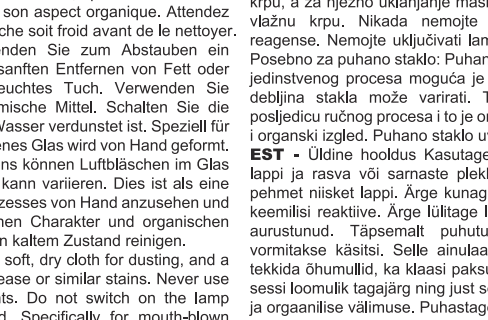 son aspect organique. Attendez
che soit froid avant de le nettoyer.
enden Sie zum Abstauben ein
sanften Entfernen von Fett oder
euchtes Tuch. Verwenden Sie
mische Mittel. Schalten Sie die
Wasser verdunstet ist. Speziell für
enes Glas wird von Hand geformt.
ns können Luftbläschen im Glas
kann variieren. Dies ist als eine
zesses von Hand anzusehen und
nen Charakter und organischen
n kaltem Zustand reinigen.
soft, dry cloth for dusting, and a
ease or similar stains. Never use
nts. Do not switch on the lamp
d. Specifically for mouth-blown
krpu, a za nježno uklanjanje mas
vlažnu krpu. Nikada nemojte
reagense. Nemojte uključivati lam
Posebno za puhano staklo: Puhan
jedinstvenog procesa moguća je
debljina stakla može varirati. T
posljedicu ručnog procesa i to je o
i organski izgled. Puhano staklo u
EST - Üldine hooldus Kasutage
lappi ja rasva või sarnaste plekk
pehmet niisket lappi. Ärge kunag
keemilisi reaktiive. Ärge lülitage l
aurustunud. Täpsemalt puhutu
vormitakse käsitsi. Selle ainulaa
tekkida õhumullid, ka klaasi paksu
sessi loomulik tagajärg ning just s
ja orgaanilise välimuse. Puhastage